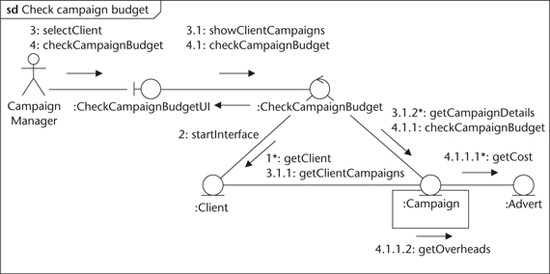 sd Check campaign budget
3: selectClient
4: checkCampaignBudget
3.1: showClientCampaigns
4.1: checkCampaignBudget
Campaign
Manager
:CheckCampaignBudgetUI
:CheckCampaignBudget
2: startInterface
3.1.2*: getCampaignDetails
4.1.1: checkCampaignBudget
1*: getClient
3.1.1: getClientCampaigns
4.1.1.1*: getCost
:Client
:Campaign
:Advert
4.1.1.2: getOverheads